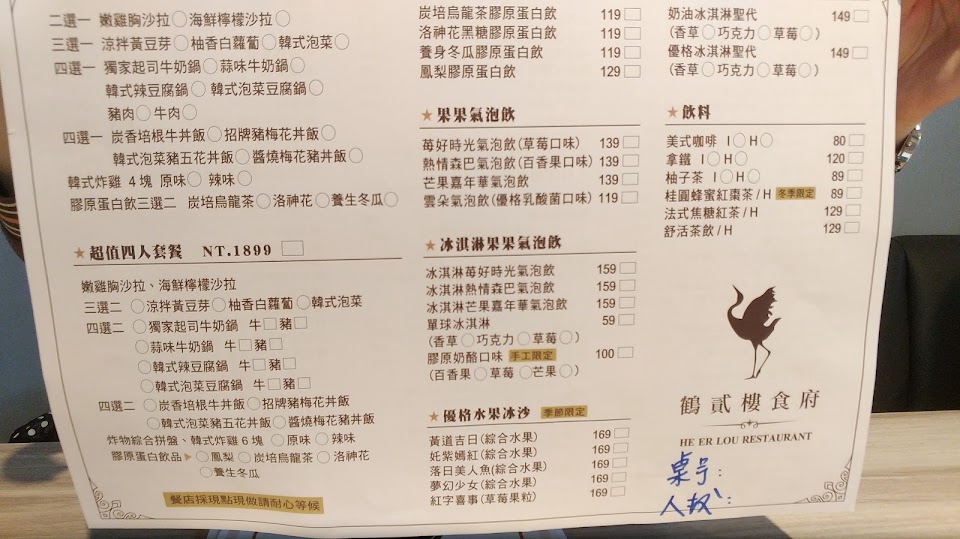 二選一 嫩雞胸沙拉○海鮮檸檬沙拉○
三選一 涼拌黃豆芽○柚香白蘿蔔○韓式泡菜○
四選一 獨家起司牛奶鍋○蒜味牛奶鍋○
韓式辣豆腐鍋○ 韓式泡菜豆腐鍋○
豬肉○牛肉○
四選一 炭香培根牛丼飯○招牌豬梅花丼飯○
韓式泡菜豬五花丼飯○醬燒梅花豬丼飯○
韓式炸雞 4 塊 原味○ 辣味○
膠原蛋白飲三選二 炭焙烏龍茶○洛神花○養生冬瓜○
★超值四人套餐 NT.1899 □
嫩雞胸沙拉、海鮮檸檬沙拉
三選二 ○涼拌黃豆芽○柚香白蘿蔔○韓式泡菜
四選二 ○獨家起司牛奶鍋 牛□豬□
○蒜味牛奶鍋 牛□豬□
○韓式辣豆腐鍋 牛□豬□
○韓式泡菜豆腐鍋 牛□豬□
四選二 ○炭香培根牛丼飯○招牌豬梅花丼飯
○韓式泡菜豬五花丼飯○醬燒梅花豬丼飯
炸物綜合拼盤、韓式炸雞 6 塊 ○原味 ○辣味
膠原蛋白飲品▶ ○鳳梨 ○炭焙烏龍茶 ○洛神花
○養生冬瓜
餐店採現點現做請耐心等候
炭焙烏龍茶膠原蛋白飲 119 □
洛神花黑糖膠原蛋白飲 119 □
養身冬瓜膠原蛋白飲 119 □
鳳梨膠原蛋白飲 129 □
★果果氣泡飲
苺好時光氣泡飲(草莓口味) 139 □
熱情森巴氣泡飲(百香果口味) 139 □
芒果嘉年華氣泡飲 139 □
雲朵氣泡飲(優格乳酸菌口味) 119 □
★冰淇淋果果氣泡飲
冰淇淋苺好時光氣泡飲 159 □
冰淇淋熱情森巴氣泡飲 159 □
冰淇淋芒果嘉年華氣泡飲 159 □
單球冰淇淋 59 □
(香草○巧克力○草莓○)
膠原奶酪口味 手工限定 100 □
(百香果○草莓○芒果○)
★優格水果冰沙 季節限定
黃道吉日(綜合水果) 169 □
奼紫嫣紅(綜合水果) 169 □
落日美人魚(綜合水果) 169 □
夢幻少女(綜合水果) 169 □
紅字喜事(草莓果粒) 169 □
奶油冰淇淋聖代 149 □
(香草○巧克力○草莓○)
優格冰淇淋聖代 149 □
(香草○巧克力○草莓○)
★飲料
美式咖啡 I○H○ 80 □
拿鐵 I○H○ 120 □
柚子茶 I○H○ 89 □
桂圓蜂蜜紅棗茶/H 冬季限定 89 □
法式焦糖紅茶/H 129 □
舒活茶飲/H 129 □
鶴貳樓食府
HE ER LOU RESTAURANT
桌号:
人数: